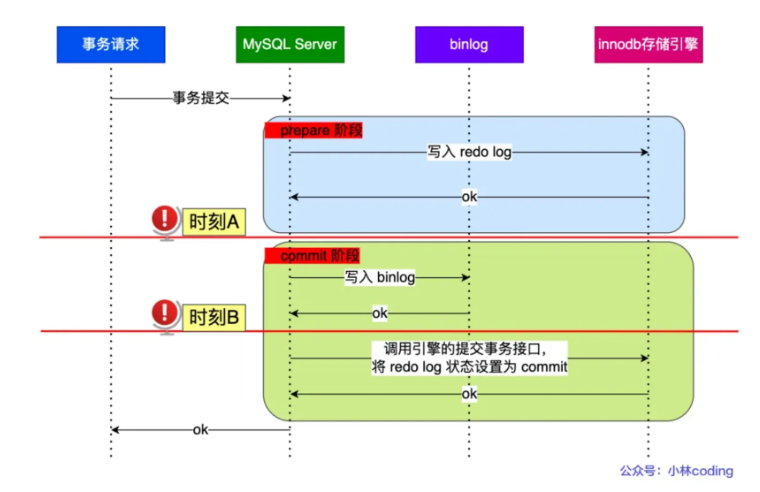 事务请求
MySQL Server
binlog
innodb存储引擎
事务提交
prepare 阶段
写入 redo log
ok
时刻A
commit 阶段
写入 binlog
ok
时刻B
调用引擎的提交事务接口，
将 redo log 状态设置为 commit
ok
ok
公众号：小林coding